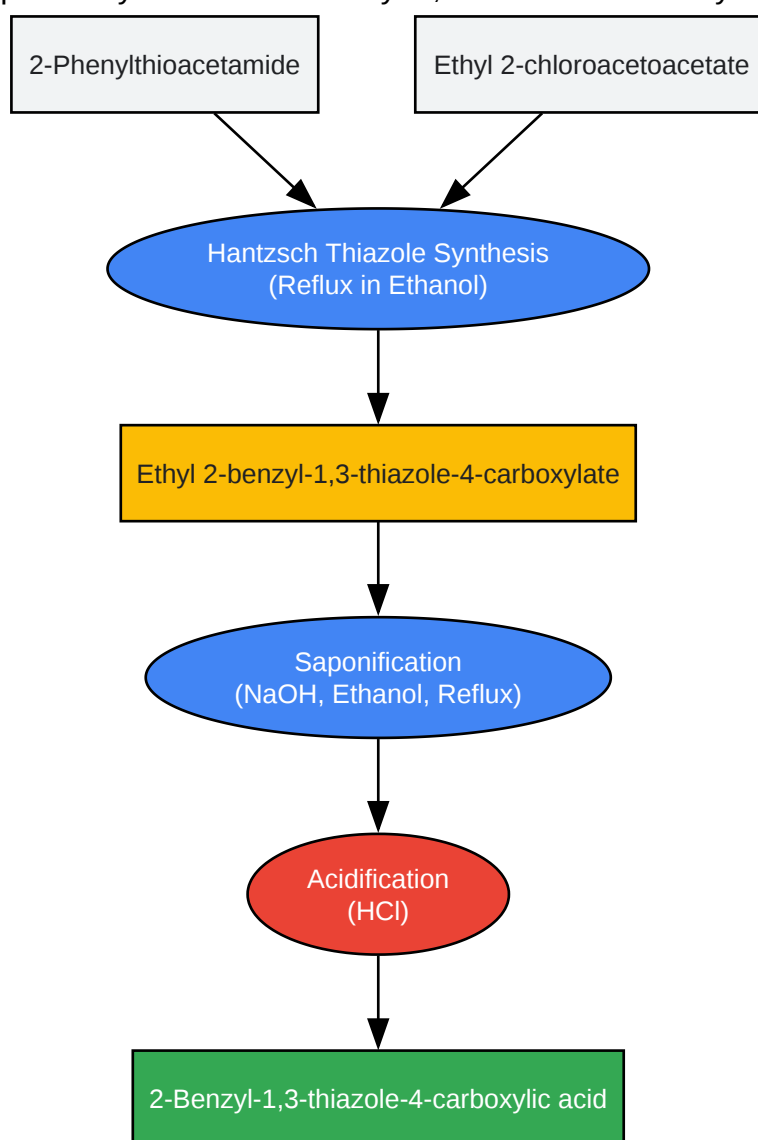 2-Phenylthioacetamide
Ethyl 2-chloroacetoacetate
Hantzsch Thiazole Synthesis
(Reflux in Ethanol)
Ethyl 2-benzyl-1,3-thiazole-4-carboxylate
Saponification
(NaOH, Ethanol, Reflux)
Acidification
(HCl)
2-Benzyl-1,3-thiazole-4-carboxylic acid